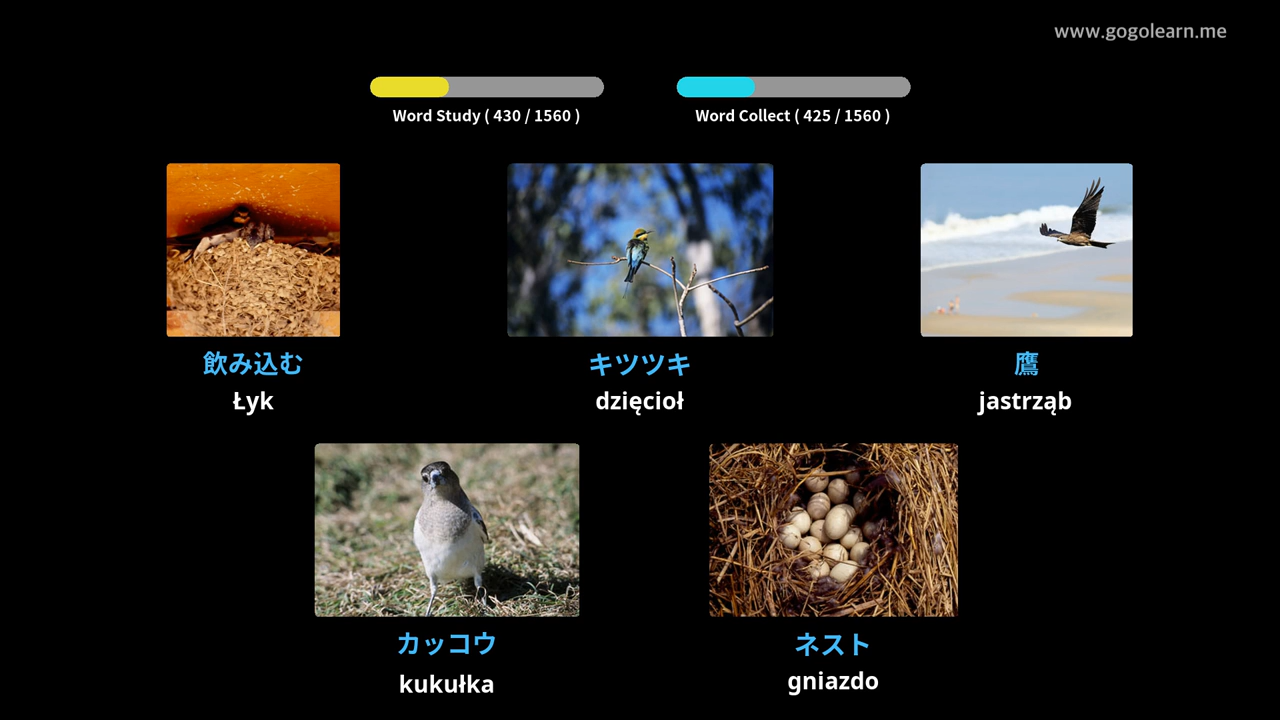 www.gogolearn.me
Word Study ( 430 / 1560 )
Word Collect ( 425 / 1560 )
飲み込む
Łyk
キツツキ
dzięcioł
鷹
jastrząb
カッコウ
kukułka
ネスト
gniazdo